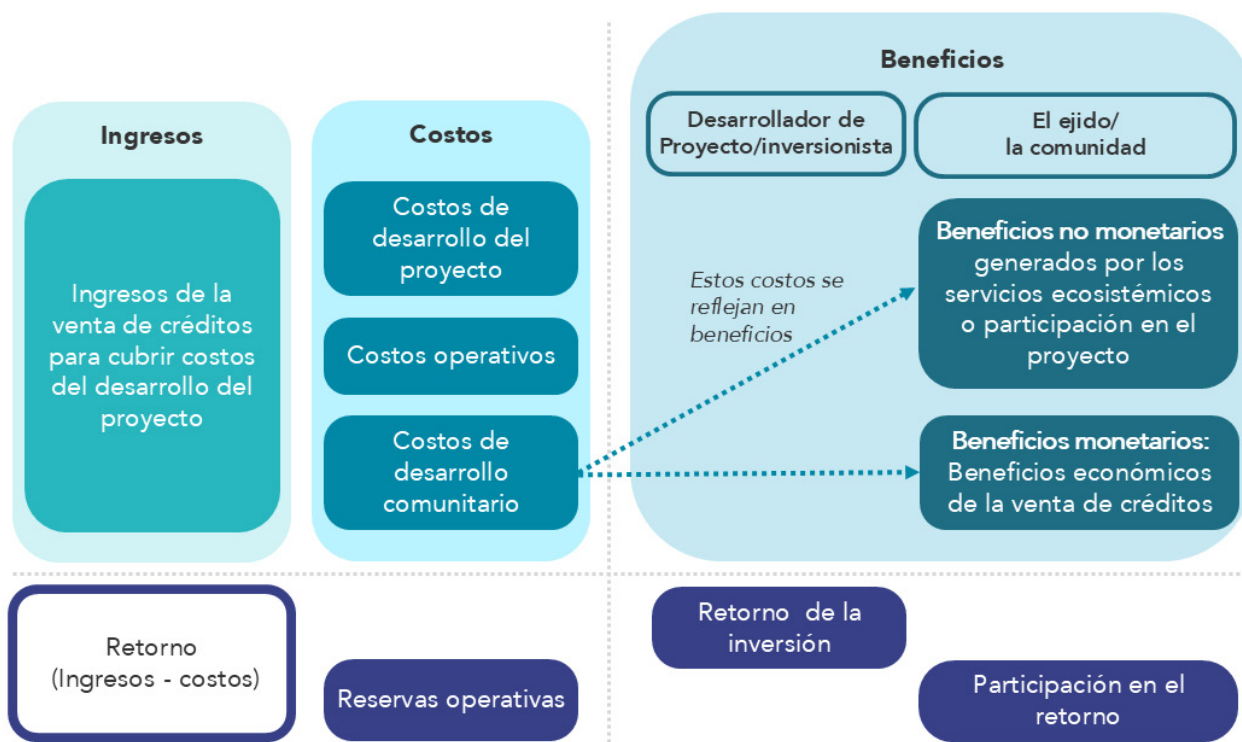 Ingresos
Ingresos de la
venta de créditos
para cubrir costos
del desarrollo del
proyecto
Costos
Costos de
desarrollo del
proyecto
Costos operativos
Costos de
desarrollo
comunitario
Beneficios
Desarrollador de
Proyecto/inversionista
El ejido/
la comunidad
Estos costos se
reflejan en
beneficios
Beneficios no monetarios
generados por los
servicios ecosistémicos
o participación en el
proyecto
Beneficios monetarios:
Beneficios económicos
de la venta de créditos
Retorno
(Ingresos - costos)
Reservas operativas
Retorno de la
inversión
Participación en el
retorno